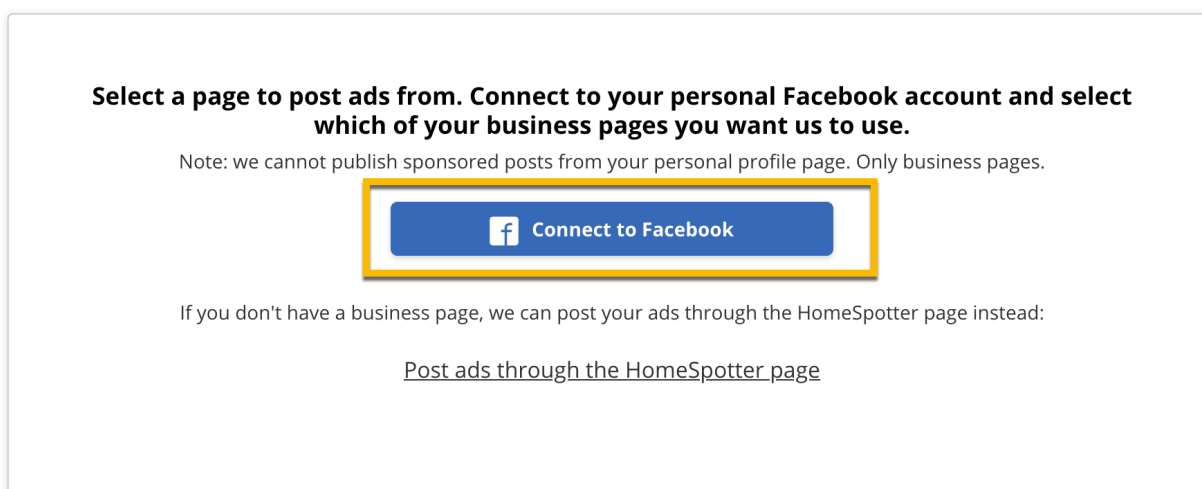 Select a page to post ads from. Connect to your personal Facebook account and select
which of your business pages you want us to use.
Note: we cannot publish sponsored posts from your personal profile page. Only business pages.
f Connect to Facebook
If you don't have a business page, we can post your ads through the HomeSpotter page instead:
Post ads through the HomeSpotter page